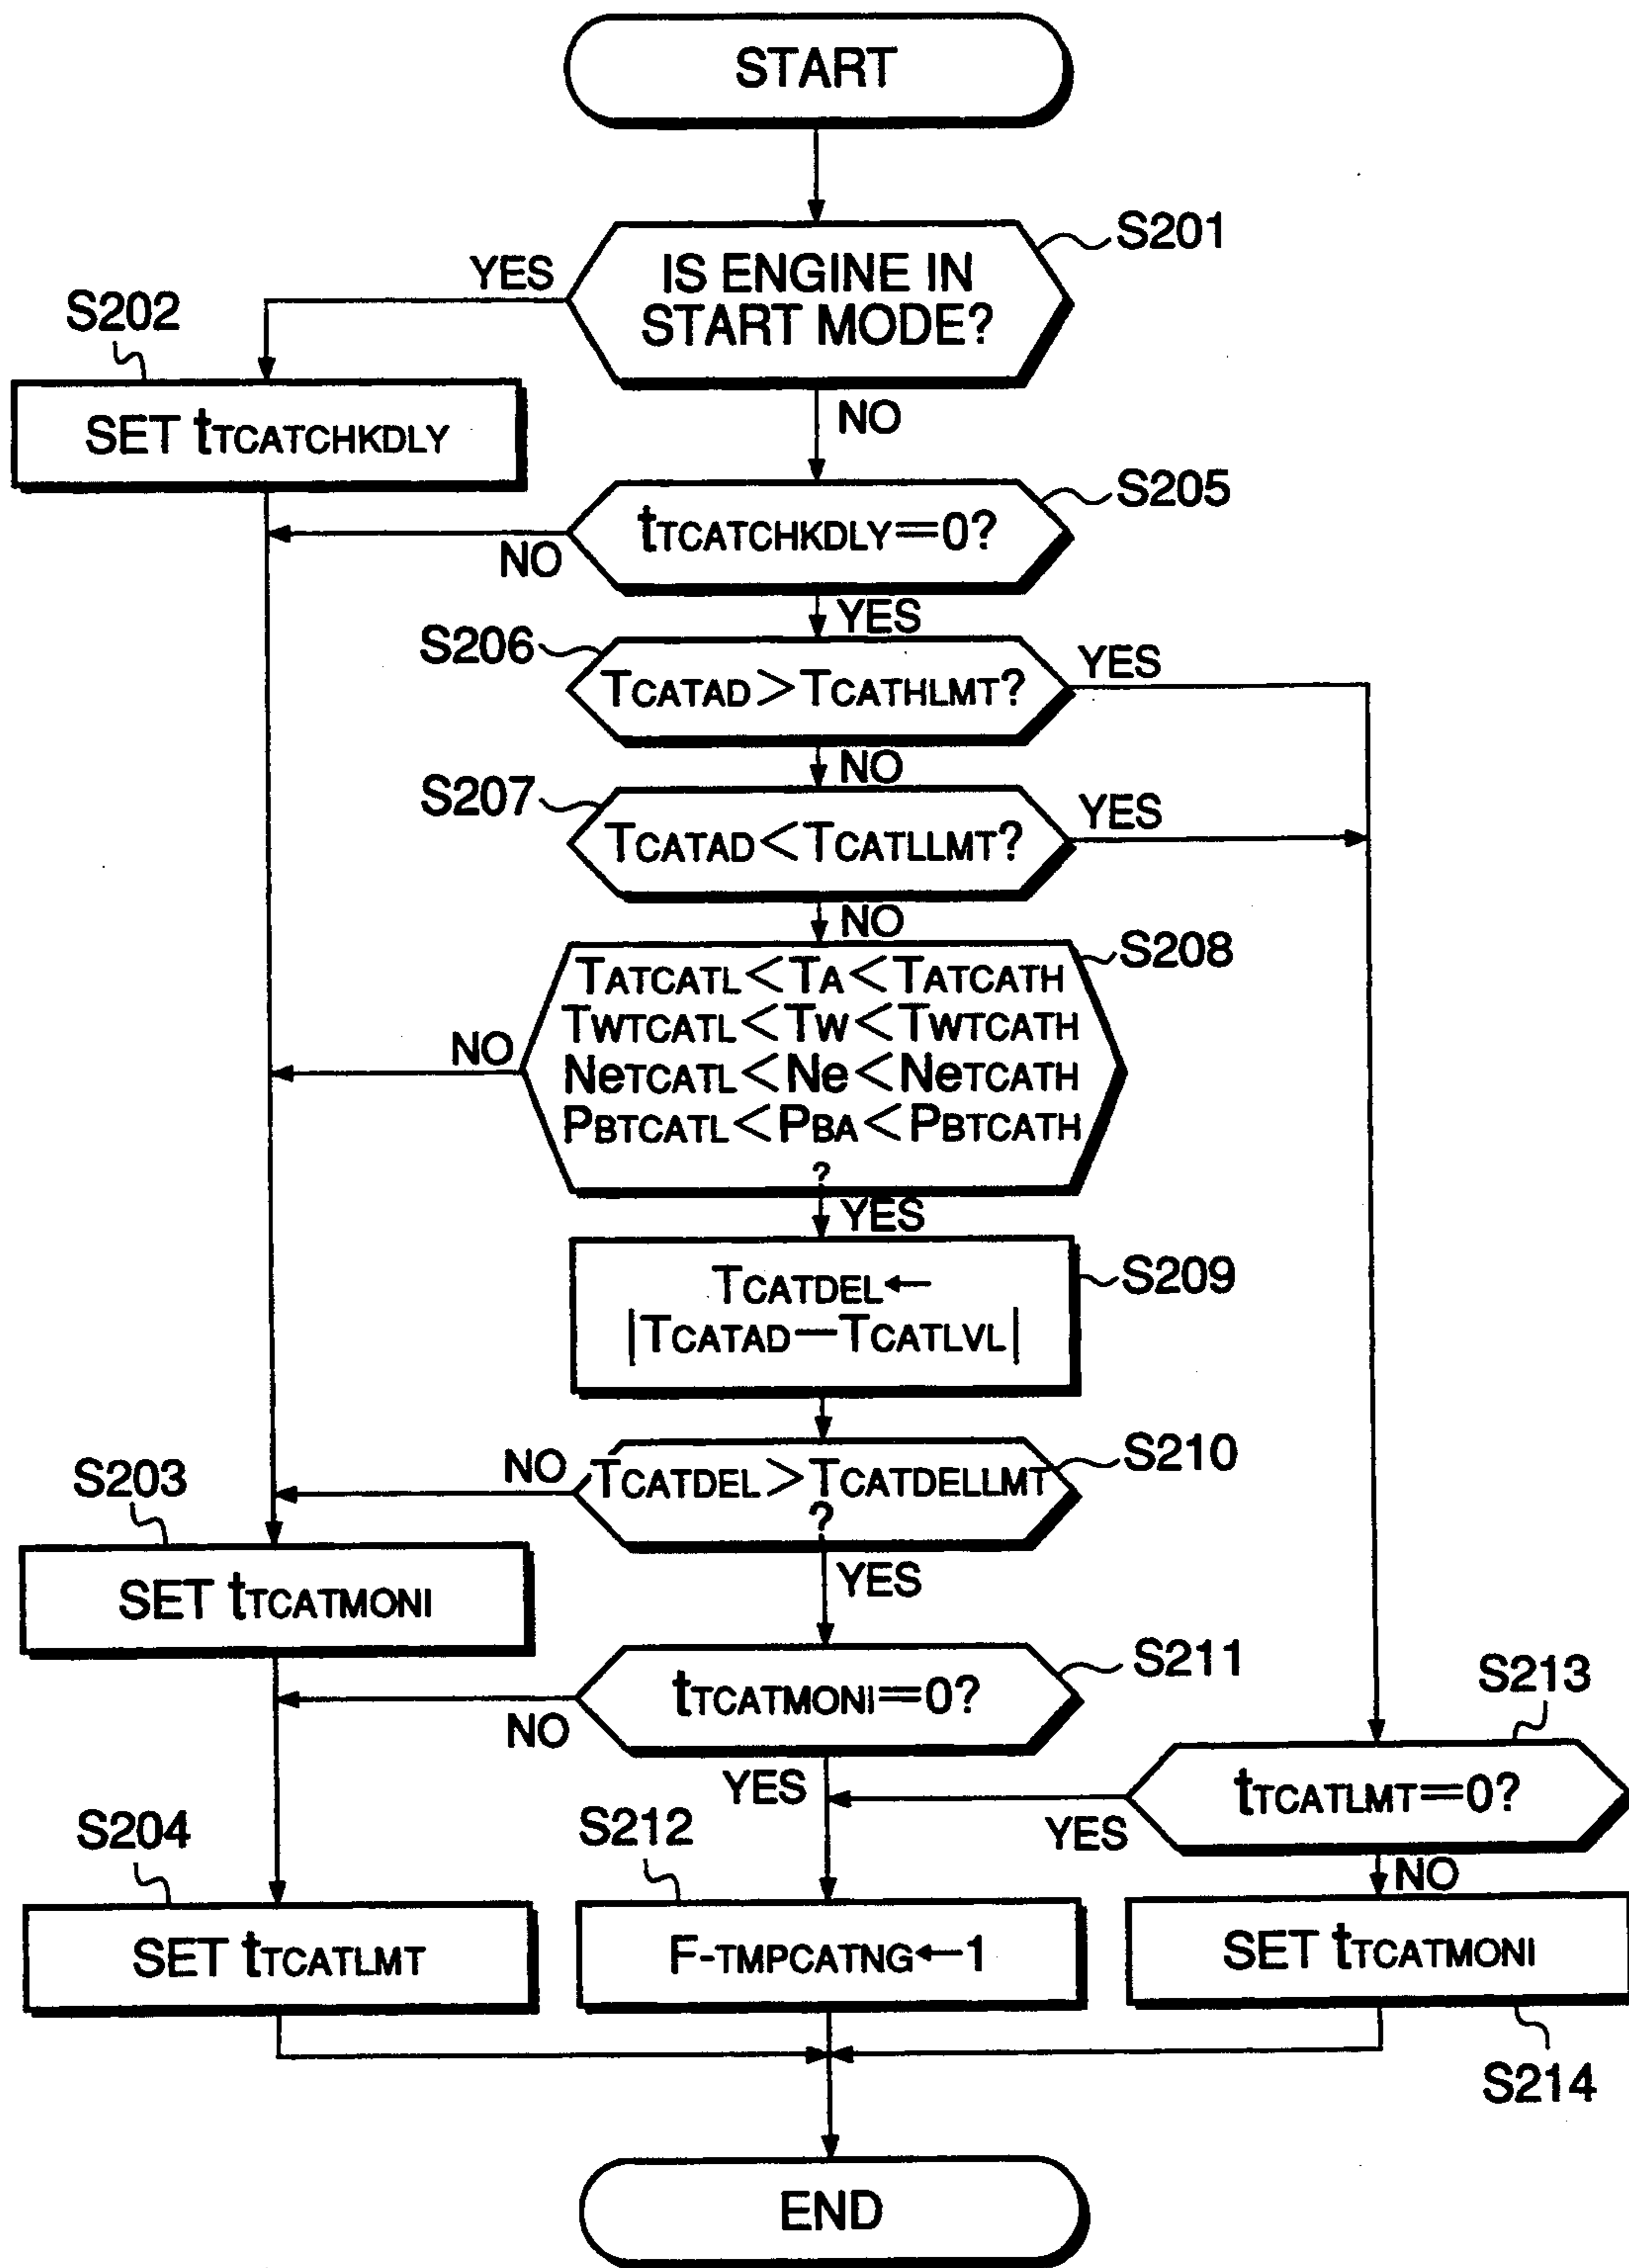 START
S201
YES
IS ENGINE IN
START MODE?
S202
NO
SET tTCATCHKDLY
S205
tTCATCHKDLY=0?
NO
YES
S206
TCATAD>TCATHLMT?
YES
NO
S207
TCATAD<TCATLLMT?
YES
NO
S208
TATCATL<TA<TATCATH
TWTCATL<TW<TWTCATH
NO
NeTCATL<Ne<NeTCATH
PBTCATL<PBA<PBTCATH
?
YES
S209
TCATDEL←
|TCATAD—TCATLVL|
S210
NO
TCATDEL>TCATDELLMT
?
S203
YES
SET tTCATMONI
S211
tTCATMONI=0?
NO
S213
YES
tTCATLMT=0?
YES
S204
S212
NO
SET tTCATLMT
F-TMPCATNG←1
SET tTCATMONI
S214
END